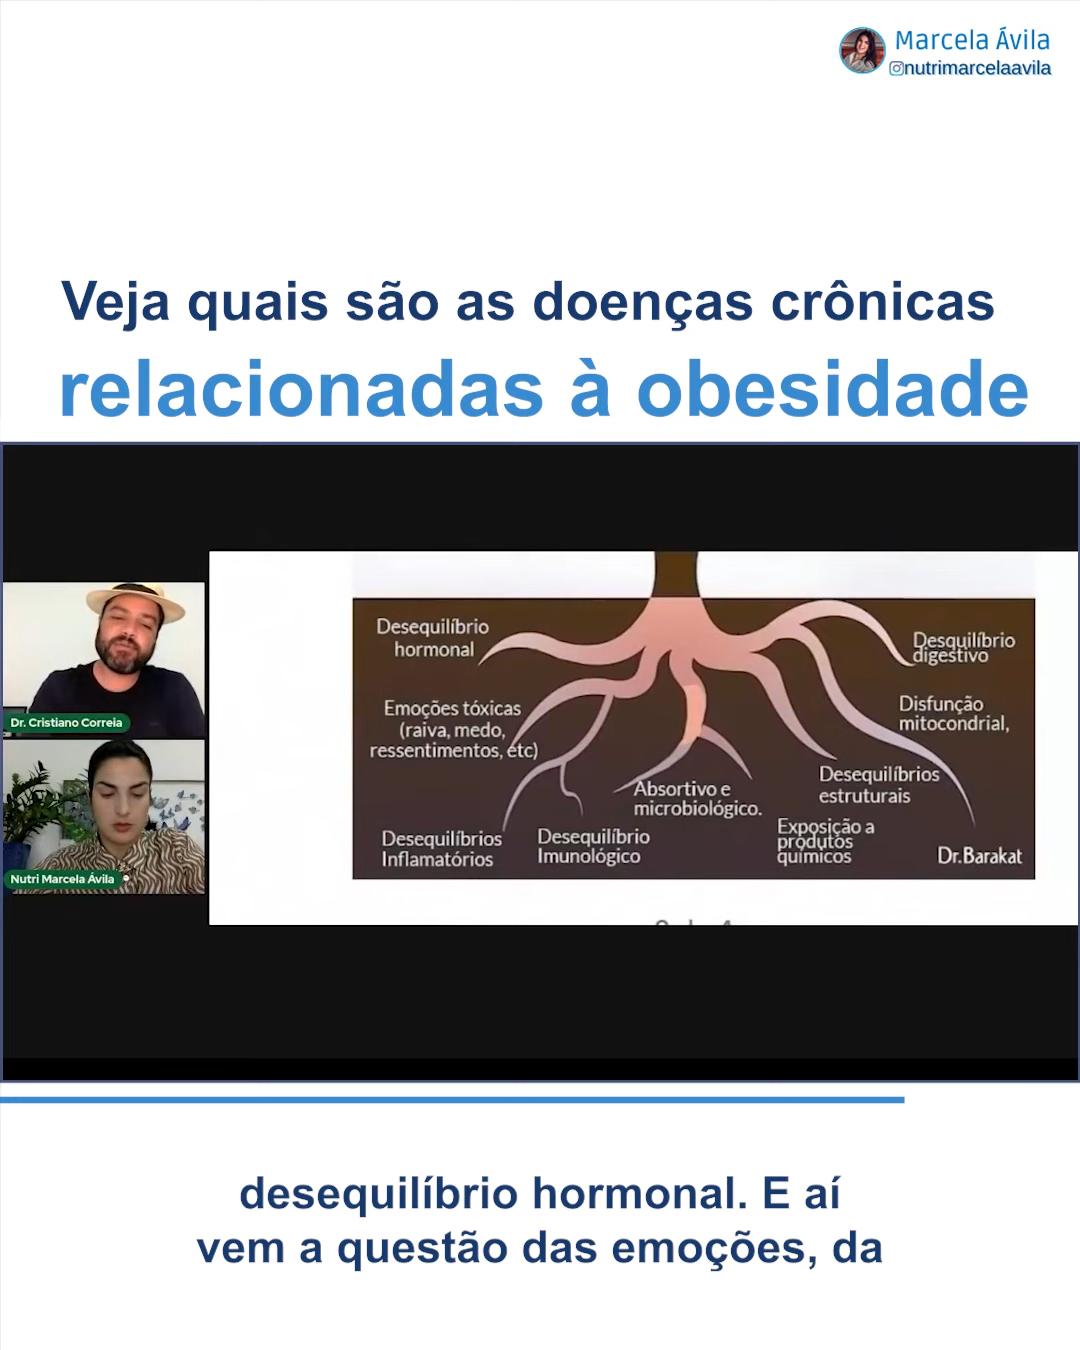 Marcela Ávila
nutrimarcelaavila
Veja quais são as doenças crônicas
relacionadas à obesidade
Desequilíbrio
hormonal
Emoções tóxicas
(raiva, medo,
ressentimentos, etc)
Desequilíbrios
Inflamatórios
Desequilíbrio
Imunológico
Absortivo e
microbiológico.
Desquilíbrio
digestivo
Disfunção
mitocondrial,
Desequilíbrios
estruturais
Exposição a
produtos
químicos
Dr.Barakat
Dr. Cristiano Correia
Nutri Marcela Ávila
desequilíbrio hormonal. E aí
vem a questão das emoções, da